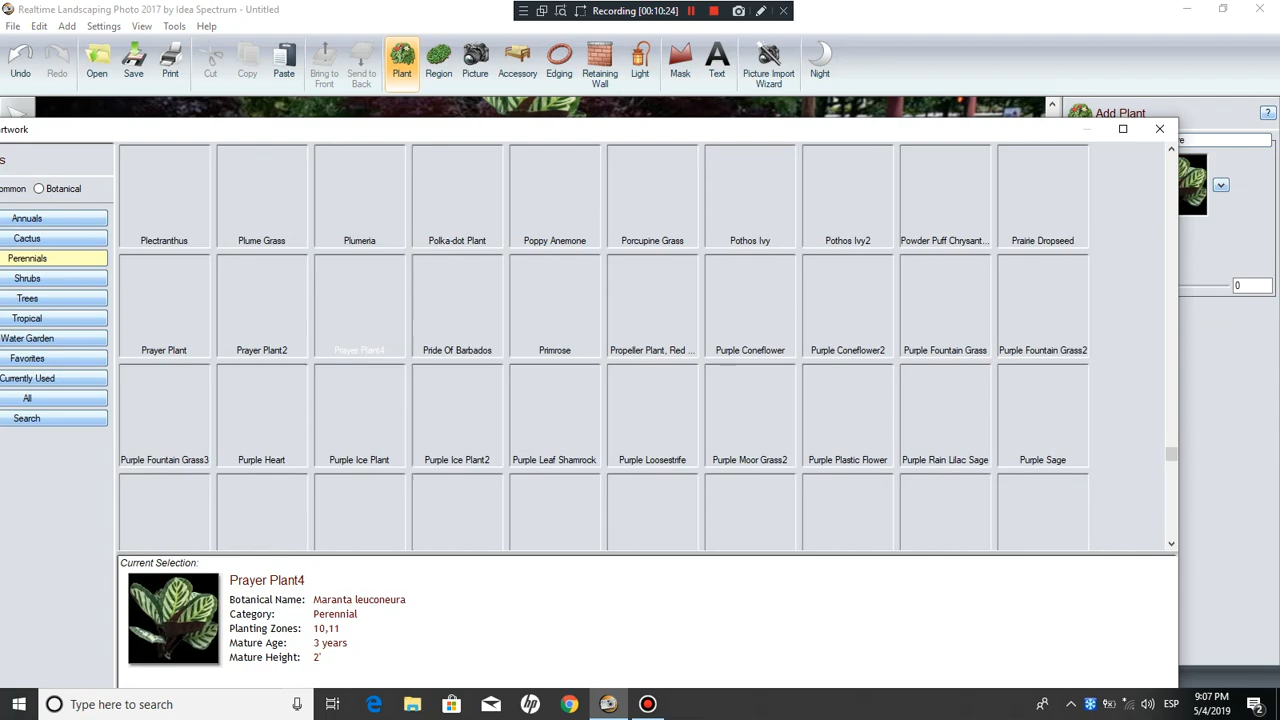 Realtime Landscaping Photo 2017 by Idea Spectrum - Untitled
Recording [00:10:24]
File Edit Add Settings View Tools Help
Undo Redo Open Save Print Cut Copy Paste Bring to Front Send to Back Plant Region Picture Accessory Edging Retaining Wall Light Mask Text Picture Import Wizard Night
Add Plant
?
rtwork
s
ommon Botanical
Annuals
Cactus
Perennials
Shrubs
Trees
Tropical
Water Garden
Favorites
Currently Used
All
Search
0
Plectranthus Plume Grass Plumeria Polka-dot Plant Poppy Anemone Porcupine Grass Pothos Ivy Pothos Ivy2 Powder Puff Chrysant... Prairie Dropseed
Prayer Plant Prayer Plant2 Prayer Plant4 Pride Of Barbados Primrose Propeller Plant, Red ... Purple Coneflower Purple Coneflower2 Purple Fountain Grass Purple Fountain Grass2
Purple Fountain Grass3 Purple Heart Purple Ice Plant Purple Ice Plant2 Purple Leaf Shamrock Purple Loosestrife Purple Moor Grass2 Purple Plastic Flower Purple Rain Lilac Sage Purple Sage
Current Selection:
Prayer Plant4
Botanical Name: Maranta leuconeura
Category: Perennial
Planting Zones: 10,11
Mature Age: 3 years
Mature Height: 2'
Type here to search
ESP
9:07 PM
5/4/2019
2